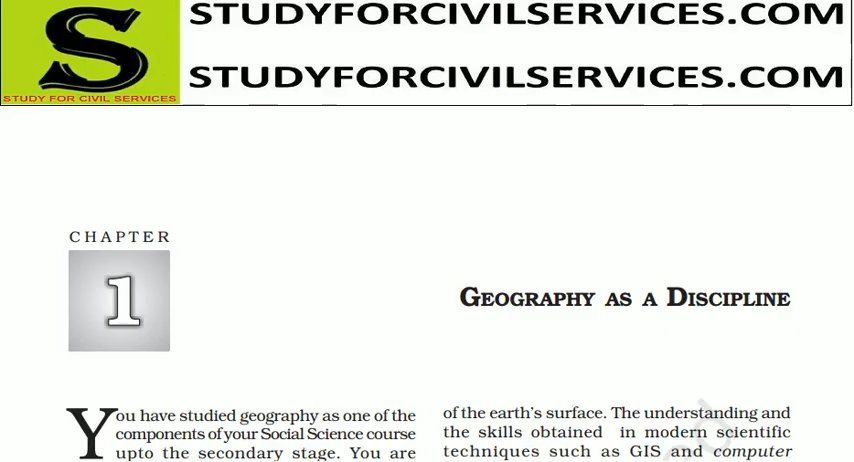 STUDYFORCIVILSERVICES.COM
STUDYFORCIVILSERVICES.COM
S
STUDY FOR CIVIL SERVICES
CHAPTER
1
GEOGRAPHY AS A DISCIPLINE
You have studied geography as one of the
components of your Social Science course
upto the secondary stage. You are
of the earth's surface. The understanding and
the skills obtained in modern scientific
techniques such as GIS and computer